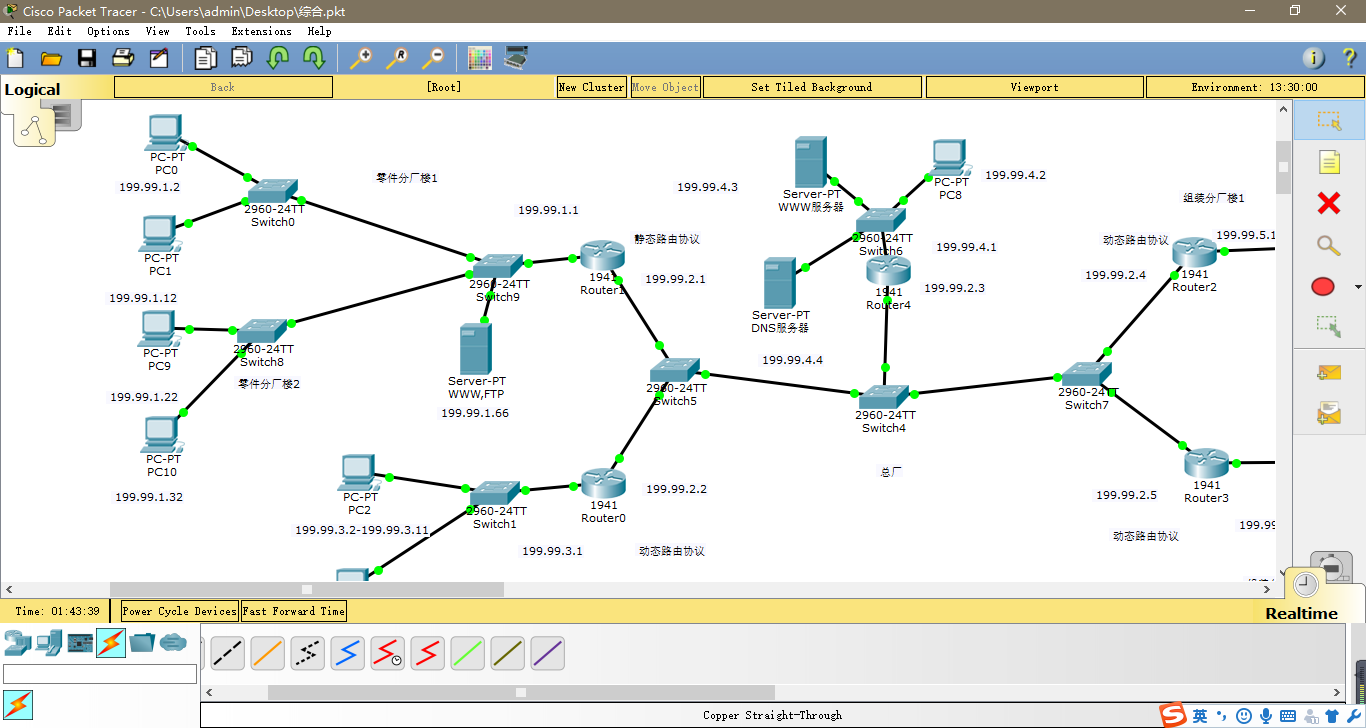 Cisco Packet Tracer - C:\Users\admin\Desktop\综合.pkt
File Edit Options View Tools Extensions Help
Logical
Back
[Root]
New Cluster
Move Object
Set Tiled Background
Viewport
Environment: 13:30:00
PC-PT
PC0
199.99.1.2
零件分厂楼1
2960-24TT
Switch0
199.99.1.1
PC-PT
PC1
199.99.1.12
2960-24TT
Switch9
静态路由协议
1941
Router1
199.99.2.1
PC-PT
PC9
199.99.1.22
2960-24TT
Switch8
零件分厂楼2
Server-PT
WWW,FTP
199.99.1.66
PC-PT
PC10
199.99.1.32
2960-24TT
Switch5
PC-PT
PC2
199.99.3.2-199.99.3.11
2960-24TT
Switch1
199.99.3.1
1941
Router0
199.99.2.2
动态路由协议
199.99.4.3
Server-PT
WWW服务器
PC-PT
PC8
199.99.4.2
2960-24TT
Switch6
199.99.4.1
1941
Router4
199.99.2.3
Server-PT
DNS服务器
199.99.4.4
2960-24TT
Switch4
总厂
组装分厂楼1
动态路由协议
199.99.5.1
199.99.2.4
1941
Router2
2960-24TT
Switch7
1941
Router3
199.99.2.5
199.99
动态路由协议
Time: 01:43:39
Power Cycle Devices
Fast Forward Time
Realtime
Copper Straight-Through
英